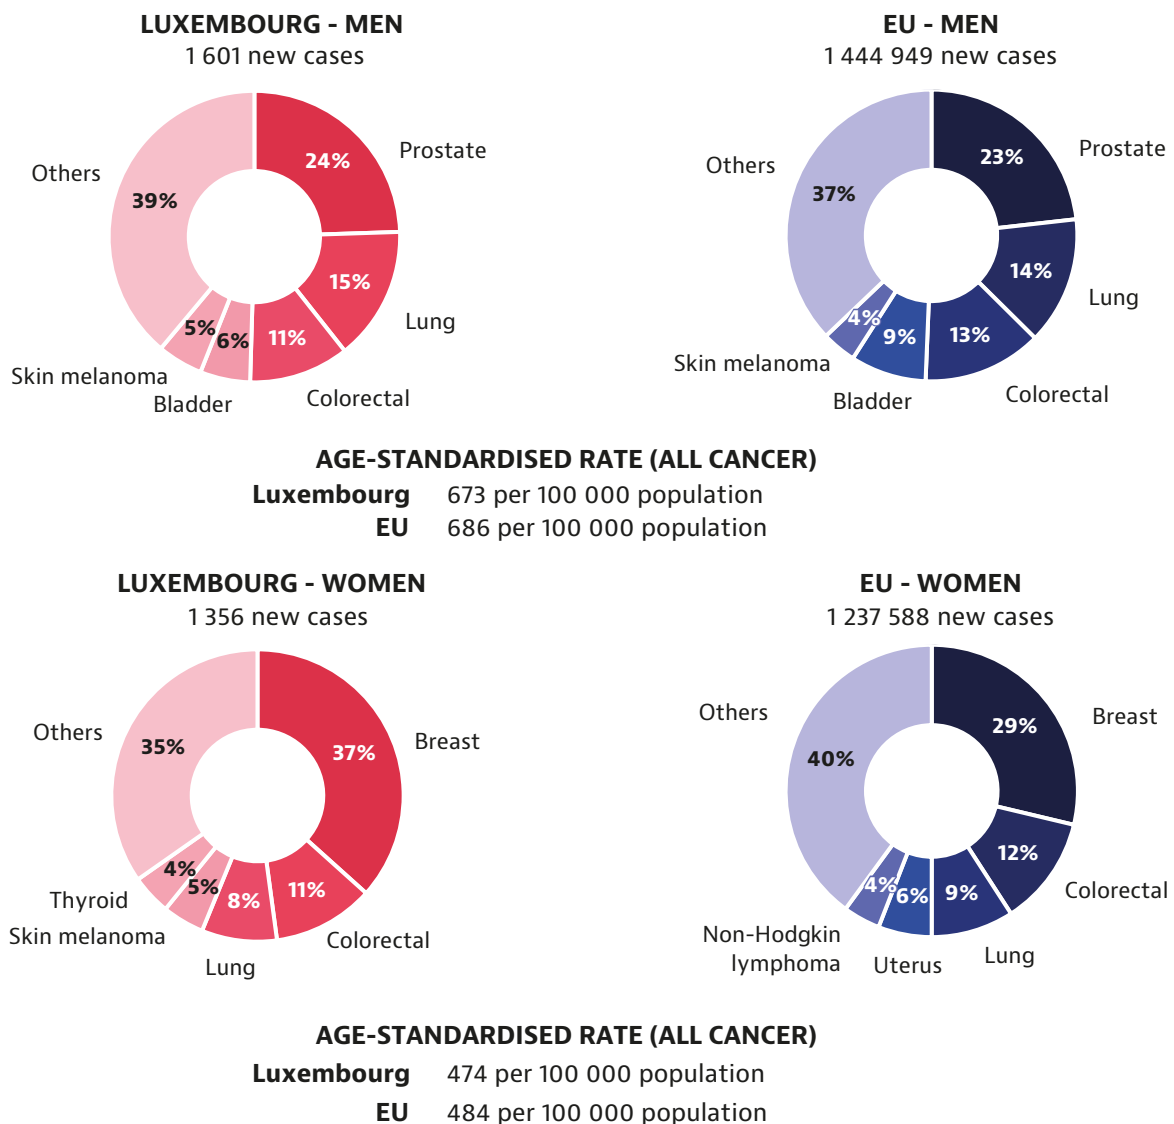 LUXEMBOURG - MEN
1 601 new cases
Prostate
24%
Lung
15%
Colorectal
11%
Bladder
6%
Skin melanoma
5%
Others
39%
EU - MEN
1 444 949 new cases
Prostate
23%
Lung
14%
Colorectal
13%
Bladder
9%
Skin melanoma
4%
Others
37%
AGE-STANDARDISED RATE (ALL CANCER)
Luxembourg 673 per 100 000 population
EU 686 per 100 000 population
LUXEMBOURG - WOMEN
1 356 new cases
Breast
37%
Colorectal
11%
Lung
8%
Skin melanoma
5%
Thyroid
4%
Others
35%
EU - WOMEN
1 237 588 new cases
Breast
29%
Colorectal
12%
Lung
9%
Uterus
6%
Non-Hodgkin
lymphoma
4%
Others
40%
AGE-STANDARDISED RATE (ALL CANCER)
Luxembourg 474 per 100 000 population
EU 484 per 100 000 population